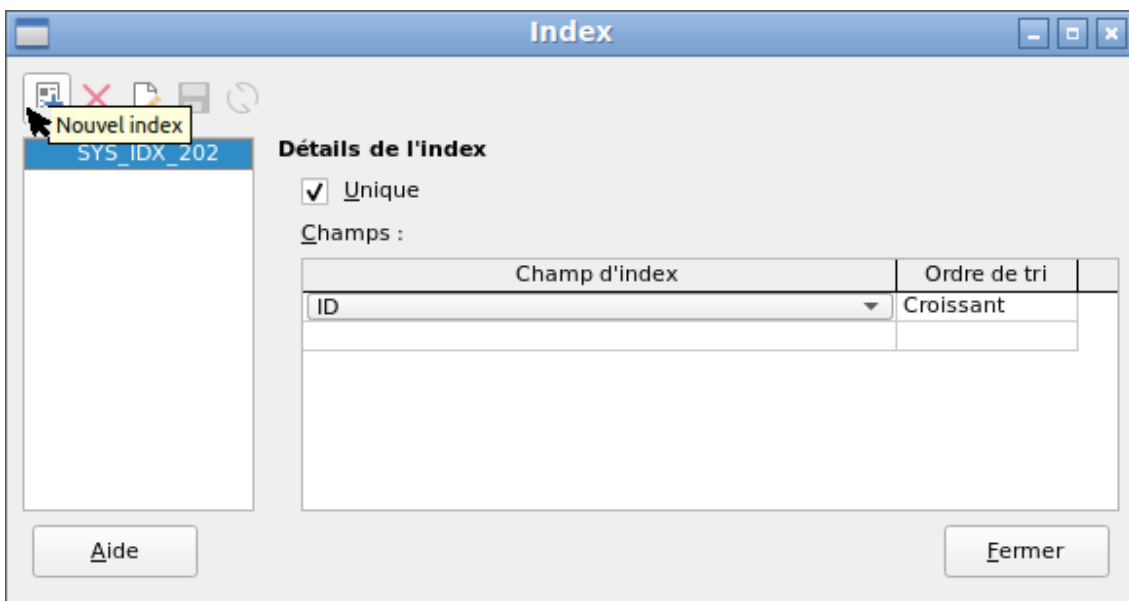 Index
Nouvel index
SYS_IDX_202
Détails de l'index
Unique
Champs :
Champ d'index Ordre de tri
ID Croissant
Aide Fermer